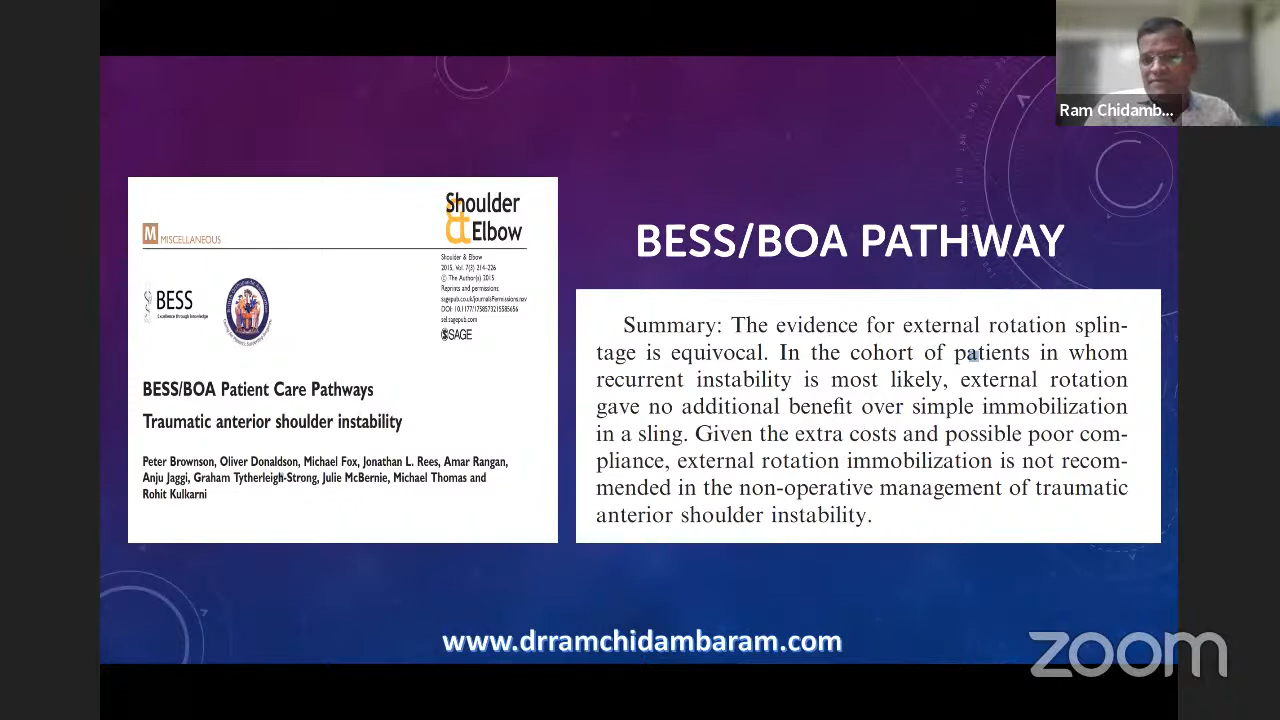 Ram Chidamb...
M MISCELLANEOUS
Shoulder
& Elbow
Shoulder & Elbow
2015, Vol. 7(3) 214–226
© The Author(s) 2015
Reprints and permissions:
sagepub.co.uk/journalsPermissions.nav
DOI: 10.1177/1758573215585656
sel.sagepub.com
SAGE
BESS
Excellence through knowledge
BESS/BOA Patient Care Pathways
Traumatic anterior shoulder instability
Peter Brownson, Oliver Donaldson, Michael Fox, Jonathan L. Rees, Amar Rangan,
Anju Jaggi, Graham Tytherleigh-Strong, Julie McBernie, Michael Thomas and
Rohit Kulkarni
BESS/BOA PATHWAY
Summary: The evidence for external rotation splin-
tage is equivocal. In the cohort of patients in whom
recurrent instability is most likely, external rotation
gave no additional benefit over simple immobilization
in a sling. Given the extra costs and possible poor com-
pliance, external rotation immobilization is not recom-
mended in the non-operative management of traumatic
anterior shoulder instability.
www.drramchidambaram.com
zoom